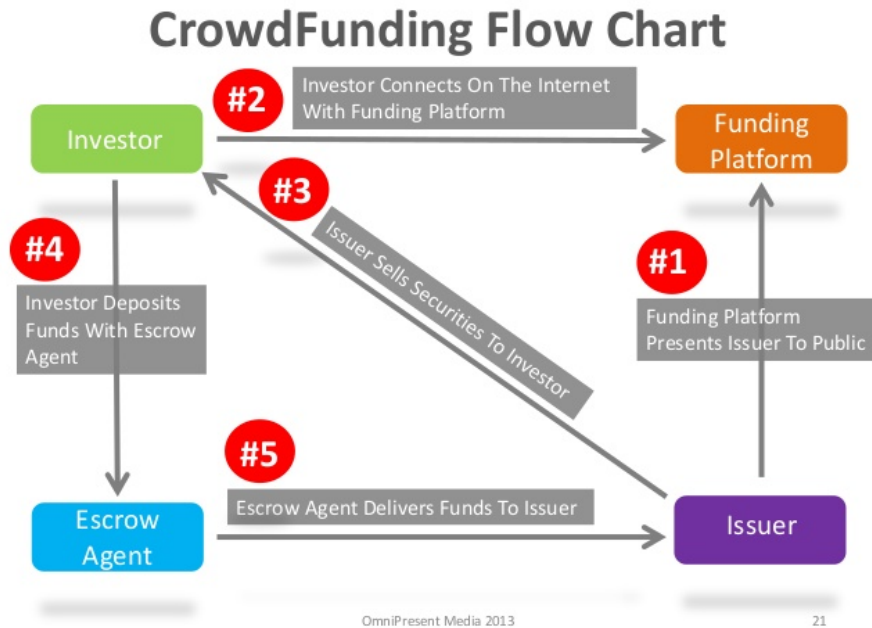 CrowdFunding Flow Chart
#2
Investor Connects On The Internet
With Funding Platform
Investor
Funding
Platform
#3
Issuer Sells Securities To Investor
#4
Investor Deposits
Funds With Escrow
Agent
#1
Funding Platform
Presents Issuer To Public
#5
Escrow Agent Delivers Funds To Issuer
Escrow
Agent
Issuer
OmniPresent Media 2013
21